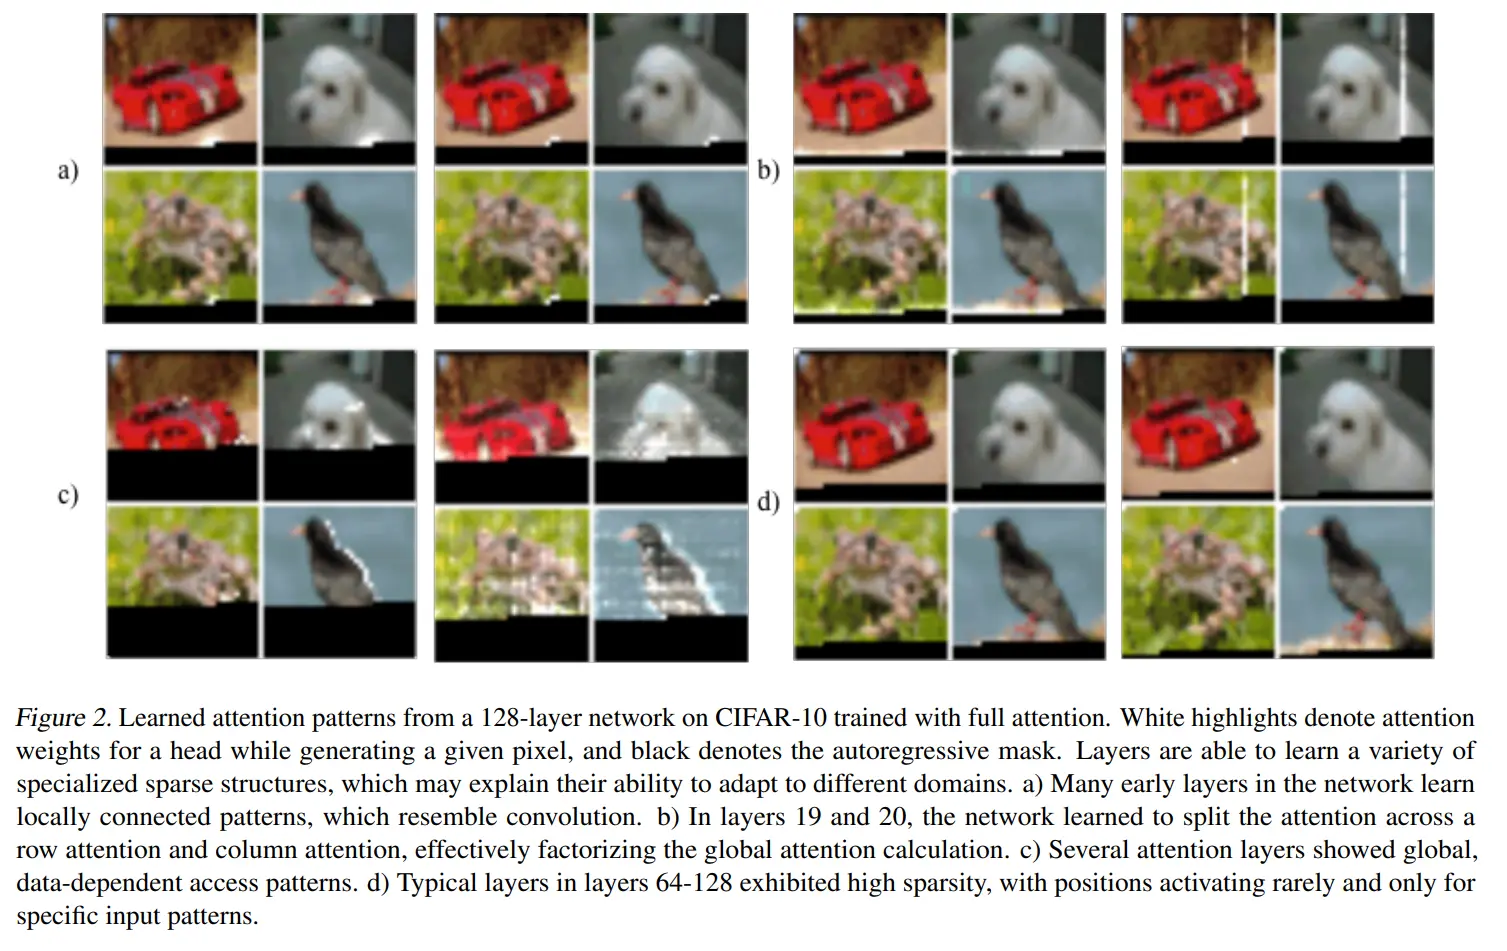 a)
b)
c)
d)
Figure 2. Learned attention patterns from a 128-layer network on CIFAR-10 trained with full attention. White highlights denote attention
weights for a head while generating a given pixel, and black denotes the autoregressive mask. Layers are able to learn a variety of
specialized sparse structures, which may explain their ability to adapt to different domains. a) Many early layers in the network learn
locally connected patterns, which resemble convolution. b) In layers 19 and 20, the network learned to split the attention across a
row attention and column attention, effectively factorizing the global attention calculation. c) Several attention layers showed global,
data-dependent access patterns. d) Typical layers in layers 64-128 exhibited high sparsity, with positions activating rarely and only for
specific input patterns.